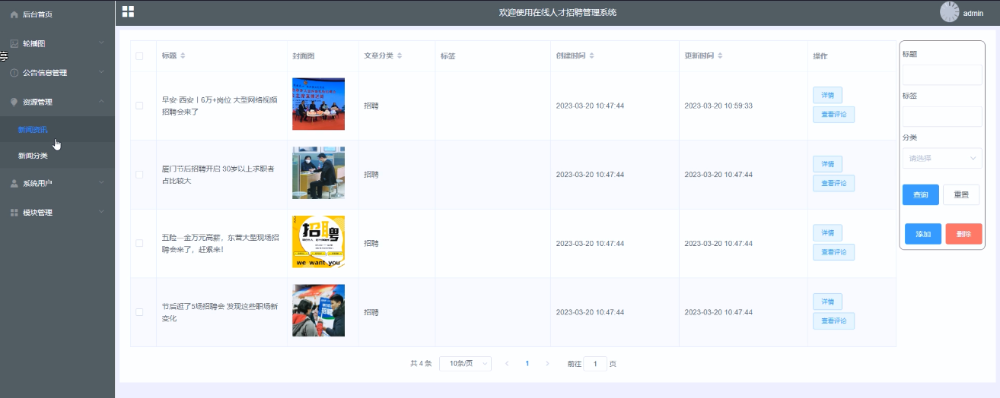 欢迎使用在线人才招聘管理系统
admin
后台首页
轮播图
停
公告信息管理
资源管理
新闻资讯
新闻分类
系统用户
模块管理
标题 封面图 文章分类 标签 创建时间 更新时间 操作
早安·西安丨6万+岗位 大型网络视频
招聘会来了
招聘 2023-03-20 10:47:44 2023-03-20 10:59:33
详情
查看评论
厦门节后招聘开启 30岁以上求职者
占比较大
招聘 2023-03-20 10:47:44 2023-03-20 10:47:44
详情
查看评论
五险一金万元高薪，东营大型现场招
聘会来了，赶紧来！
招聘
we want you
招聘 2023-03-20 10:47:44 2023-03-20 10:47:44
详情
查看评论
节后逛了5场招聘会 发现这些职场新
变化
招聘 2023-03-20 10:47:44 2023-03-20 10:47:44
详情
查看评论
共 4 条 10条/页 1 前往 1 页
标题
标签
分类
请选择
查询 重置
添加 删除